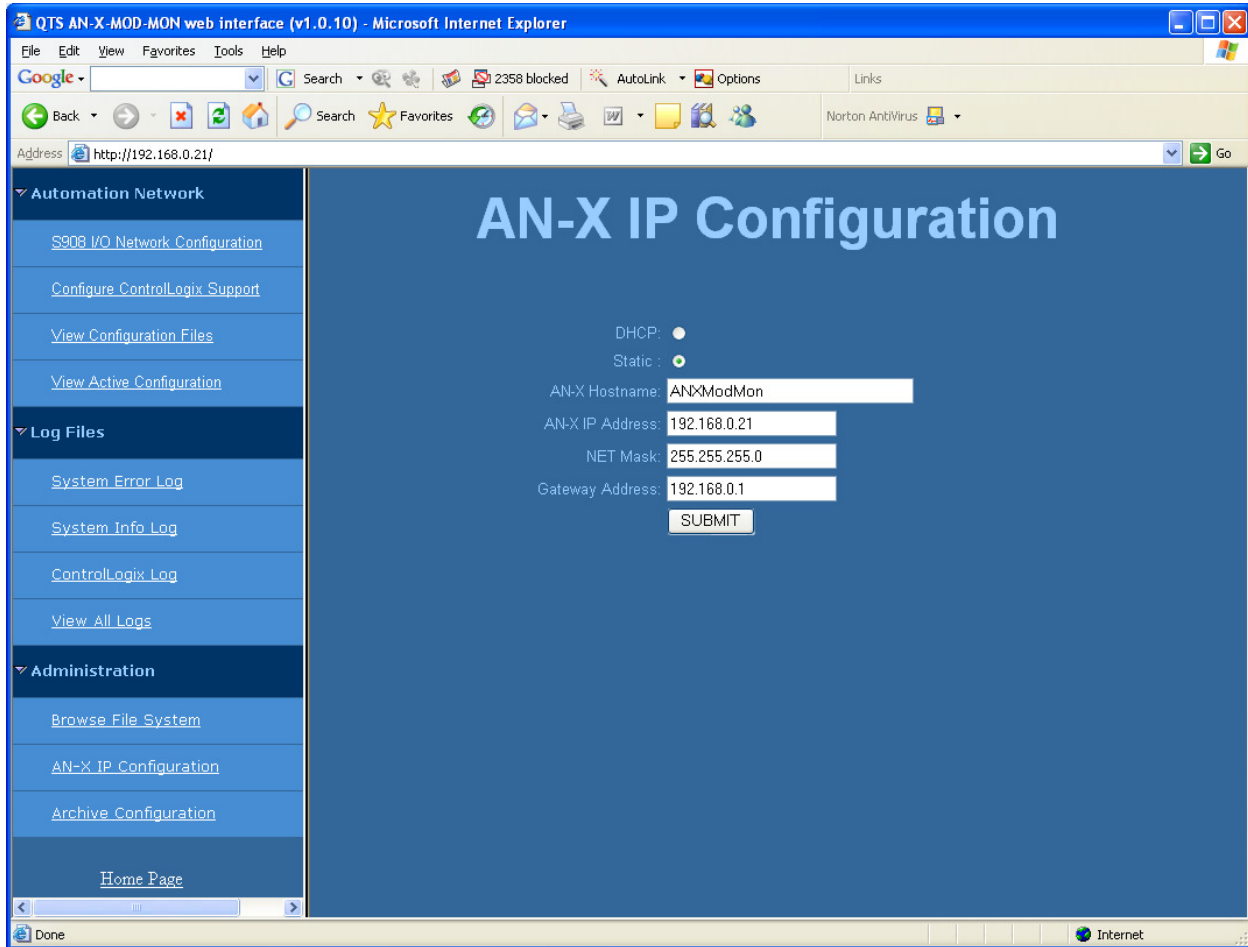 QTS AN-X-MOD-MON web interface (v1.0.10) - Microsoft Internet Explorer
File Edit View Favorites Tools Help
Google Search 2358 blocked AutoLink Options Links
Back Search Favorites Norton AntiVirus
Address http://192.168.0.21/ Go
Automation Network
S908 I/O Network Configuration
Configure ControlLogix Support
View Configuration Files
View Active Configuration
Log Files
System Error Log
System Info Log
ControlLogix Log
View All Logs
Administration
Browse File System
AN-X IP Configuration
Archive Configuration
Home Page
AN-X IP Configuration
DHCP:
Static :
AN-X Hostname: ANXModMon
AN-X IP Address: 192.168.0.21
NET Mask: 255.255.255.0
Gateway Address: 192.168.0.1
SUBMIT
Done Internet